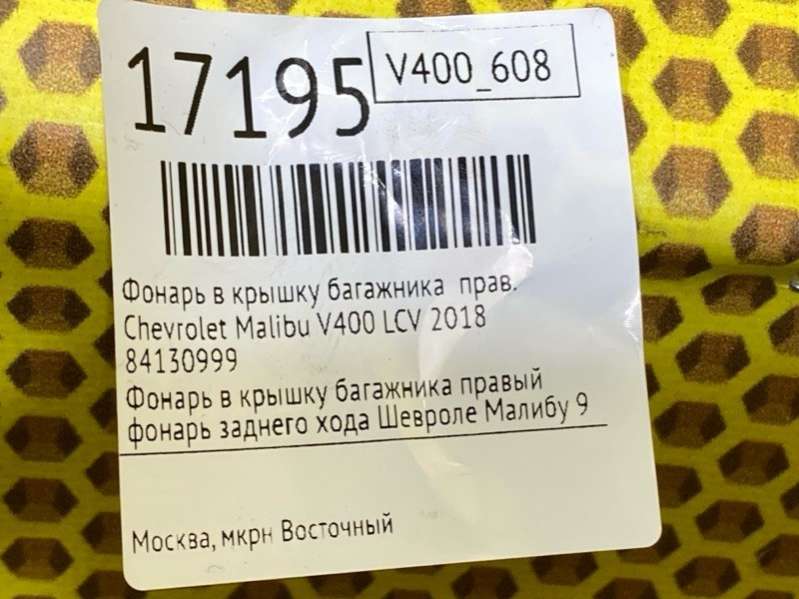 17195
V400_608
Фонарь в крышку багажника прав.
Chevrolet Malibu V400 LCV 2018
84130999
Фонарь в крышку багажника правый
фонарь заднего хода Шевроле Малибу 9
Москва, мкрн Восточный